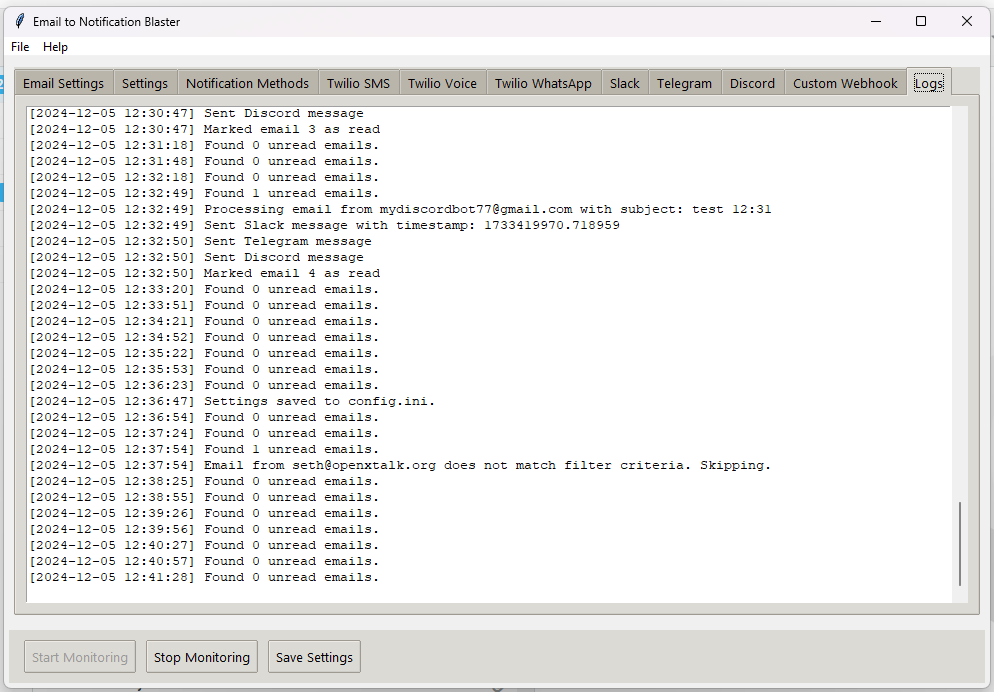 Email to Notification Blaster
File Help
Email Settings Settings Notification Methods Twilio SMS Twilio Voice Twilio WhatsApp Slack Telegram Discord Custom Webhook Logs
[2024-12-05 12:30:47] Sent Discord message
[2024-12-05 12:30:47] Marked email 3 as read
[2024-12-05 12:31:18] Found 0 unread emails.
[2024-12-05 12:31:48] Found 0 unread emails.
[2024-12-05 12:32:18] Found 0 unread emails.
[2024-12-05 12:32:49] Found 1 unread emails.
[2024-12-05 12:32:49] Processing email from mydiscordbot77@gmail.com with subject: test 12:31
[2024-12-05 12:32:49] Sent Slack message with timestamp: 1733419970.718959
[2024-12-05 12:32:50] Sent Telegram message
[2024-12-05 12:32:50] Sent Discord message
[2024-12-05 12:32:50] Marked email 4 as read
[2024-12-05 12:33:20] Found 0 unread emails.
[2024-12-05 12:33:51] Found 0 unread emails.
[2024-12-05 12:34:21] Found 0 unread emails.
[2024-12-05 12:34:52] Found 0 unread emails.
[2024-12-05 12:35:22] Found 0 unread emails.
[2024-12-05 12:35:53] Found 0 unread emails.
[2024-12-05 12:36:23] Found 0 unread emails.
[2024-12-05 12:36:47] Settings saved to config.ini.
[2024-12-05 12:36:54] Found 0 unread emails.
[2024-12-05 12:37:24] Found 0 unread emails.
[2024-12-05 12:37:54] Found 1 unread emails.
[2024-12-05 12:37:54] Email from seth@openxtalk.org does not match filter criteria. Skipping.
[2024-12-05 12:38:25] Found 0 unread emails.
[2024-12-05 12:38:55] Found 0 unread emails.
[2024-12-05 12:39:26] Found 0 unread emails.
[2024-12-05 12:39:56] Found 0 unread emails.
[2024-12-05 12:40:27] Found 0 unread emails.
[2024-12-05 12:40:57] Found 0 unread emails.
[2024-12-05 12:41:28] Found 0 unread emails.
Start Monitoring Stop Monitoring Save Settings